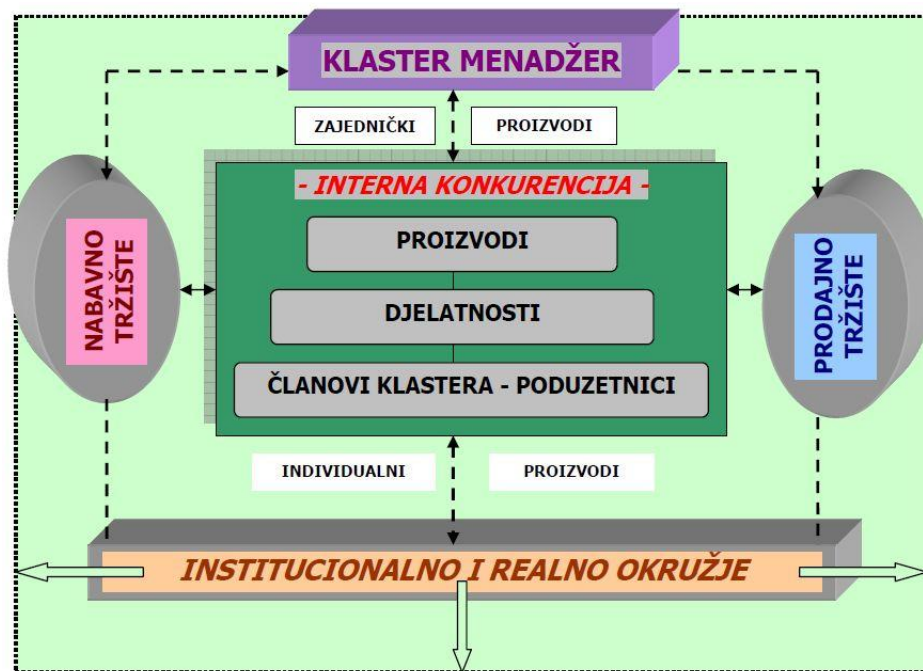 KLASTER MENADŽER
ZAJEDNIČKI PROIZVODI
- INTERNA KONKURENCIJA -
PROIZVODI
DJELATNOSTI
ČLANOVI KLASTERA - PODUZETNICI
NABAVNO
TRŽIŠTE
PRODAJNO
TRŽIŠTE
INDIVIDUALNI PROIZVODI
INSTITUCIONALNO I REALNO OKRUŽJE